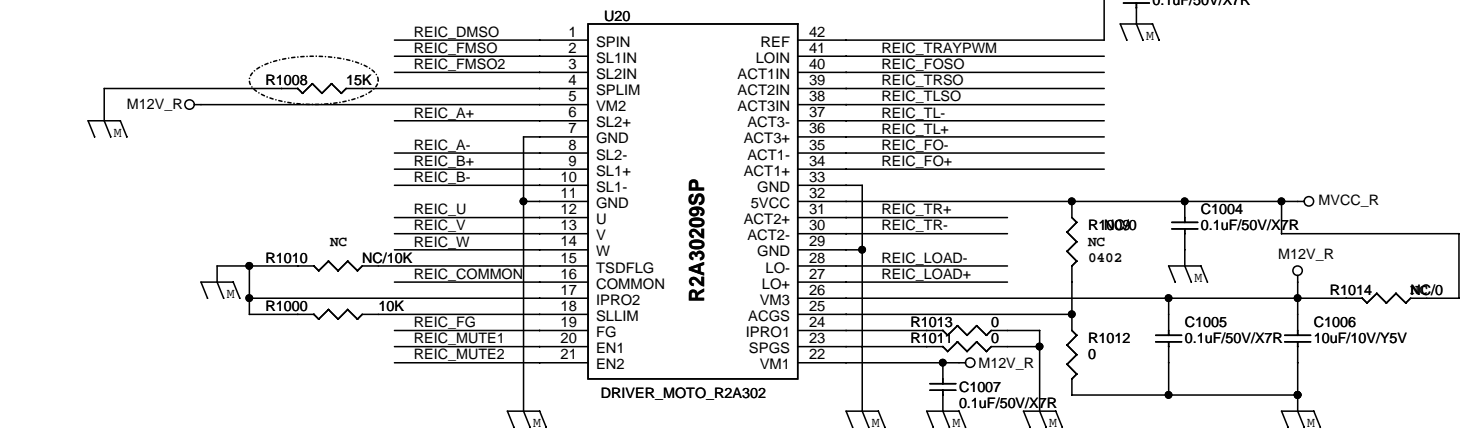 0.1uF/50V/X7R
M
U20
REIC_DMSO 1 SPIN REF 42
REIC_FMSO 2 SL1IN LOIN 41 REIC_TRAYPWM
REIC_FMSO2 3 SL2IN ACT1IN 40 REIC_FOSO
R1008 15K 4 SPLIM ACT2IN 39 REIC_TRSO
M12V_R 5 VM2 ACT3IN 38 REIC_TLSO
M
REIC_A+ 6 SL2+ ACT3- 37 REIC_TL-
7 GND ACT3+ 36 REIC_TL+
REIC_A- 8 SL2- ACT1- 35 REIC_FO-
REIC_B+ 9 SL1+ ACT1+ 34 REIC_FO+
REIC_B- 10 SL1- GND 33
11 GND 5VCC 32 MVCC_R
REIC_U 12 U ACT2+ 31 REIC_TR+
REIC_V 13 V ACT2- 30 REIC_TR-
REIC_W 14 W GND 29
R2A30209SP
R1009
NC
0402
C1004
0.1uF/50V/X7R
M
M12V_R
NC
R1010 NC/10K 15 TSDFLG LO- 28 REIC_LOAD-
M
REIC_COMMON 16 COMMON LO+ 27 REIC_LOAD+
17 IPRO2 VM3 26 R1014 NC/0
R1000 10K 18 SLLIM ACGS 25
REIC_FG 19 FG IPRO1 24 R1013 0
REIC_MUTE1 20 EN1 SPGS 23 R1011 0
REIC_MUTE2 21 EN2 VM1 22 M12V_R
R1012
0
C1005
0.1uF/50V/X7R
C1006
10uF/10V/Y5V
C1007
0.1uF/50V/X7R
DRIVER_MOTO_R2A302
M M M M M